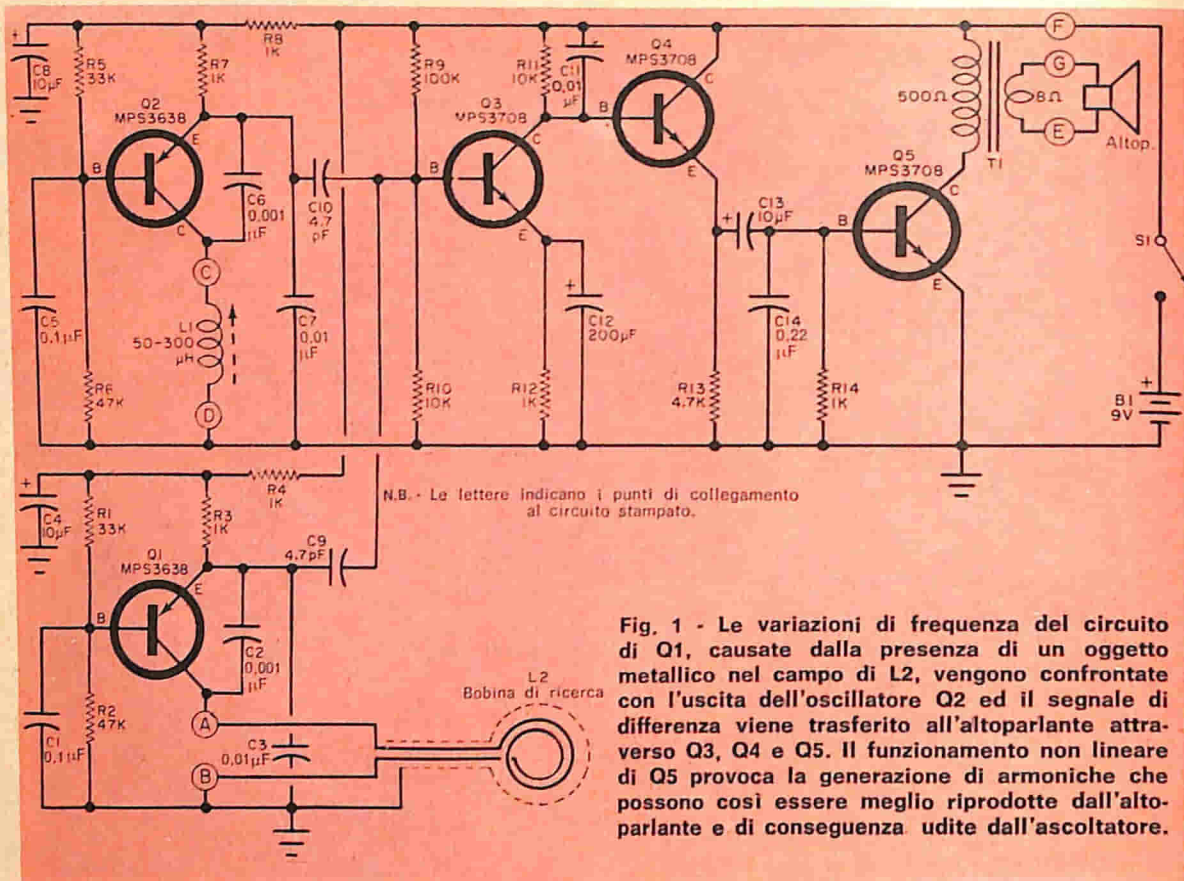 C8
10µF
R5
33K
R8
1K
R7
1K
Q2
MPS3638
E
B
C
C6
0,001
µF
C10
4.7
pF
C
L1
50-300
µH
D
C5
0,1µF
R6
47K
C7
0,01
µF
R9
100K
R11
10K
C11
0,01
µF
Q3
MPS3708
C
B
E
R10
10K
R12
1K
C12
200µF
Q4
MPS3708
C
B
E
C13
10µF
R13
4.7K
C14
0,22
µF
R14
1K
Q5
MPS3708
C
B
E
500Ω
T1
8Ω
F
G
E
Altop.
S1
B1
9V
N.B. - Le lettere indicano i punti di collegamento
al circuito stampato.
C4
10µF
R1
33K
R4
1K
R3
1K
Q1
MPS3638
E
B
C9
4.7pF
C2
0,001
µF
A
B
C1
0,1µF
R2
47K
C3
0,01µF
L2
Bobina di ricerca
Fig. 1 - Le variazioni di frequenza del circuito
di Q1, causate dalla presenza di un oggetto
metallico nel campo di L2, vengono confrontate
con l'uscita dell'oscillatore Q2 ed il segnale di
differenza viene trasferito all'altoparlante attra-
verso Q3, Q4 e Q5. Il funzionamento non lineare
di Q5 provoca la generazione di armoniche che
possono così essere meglio riprodotte dall'alto-
parlante e di conseguenza udite dall'ascoltatore.